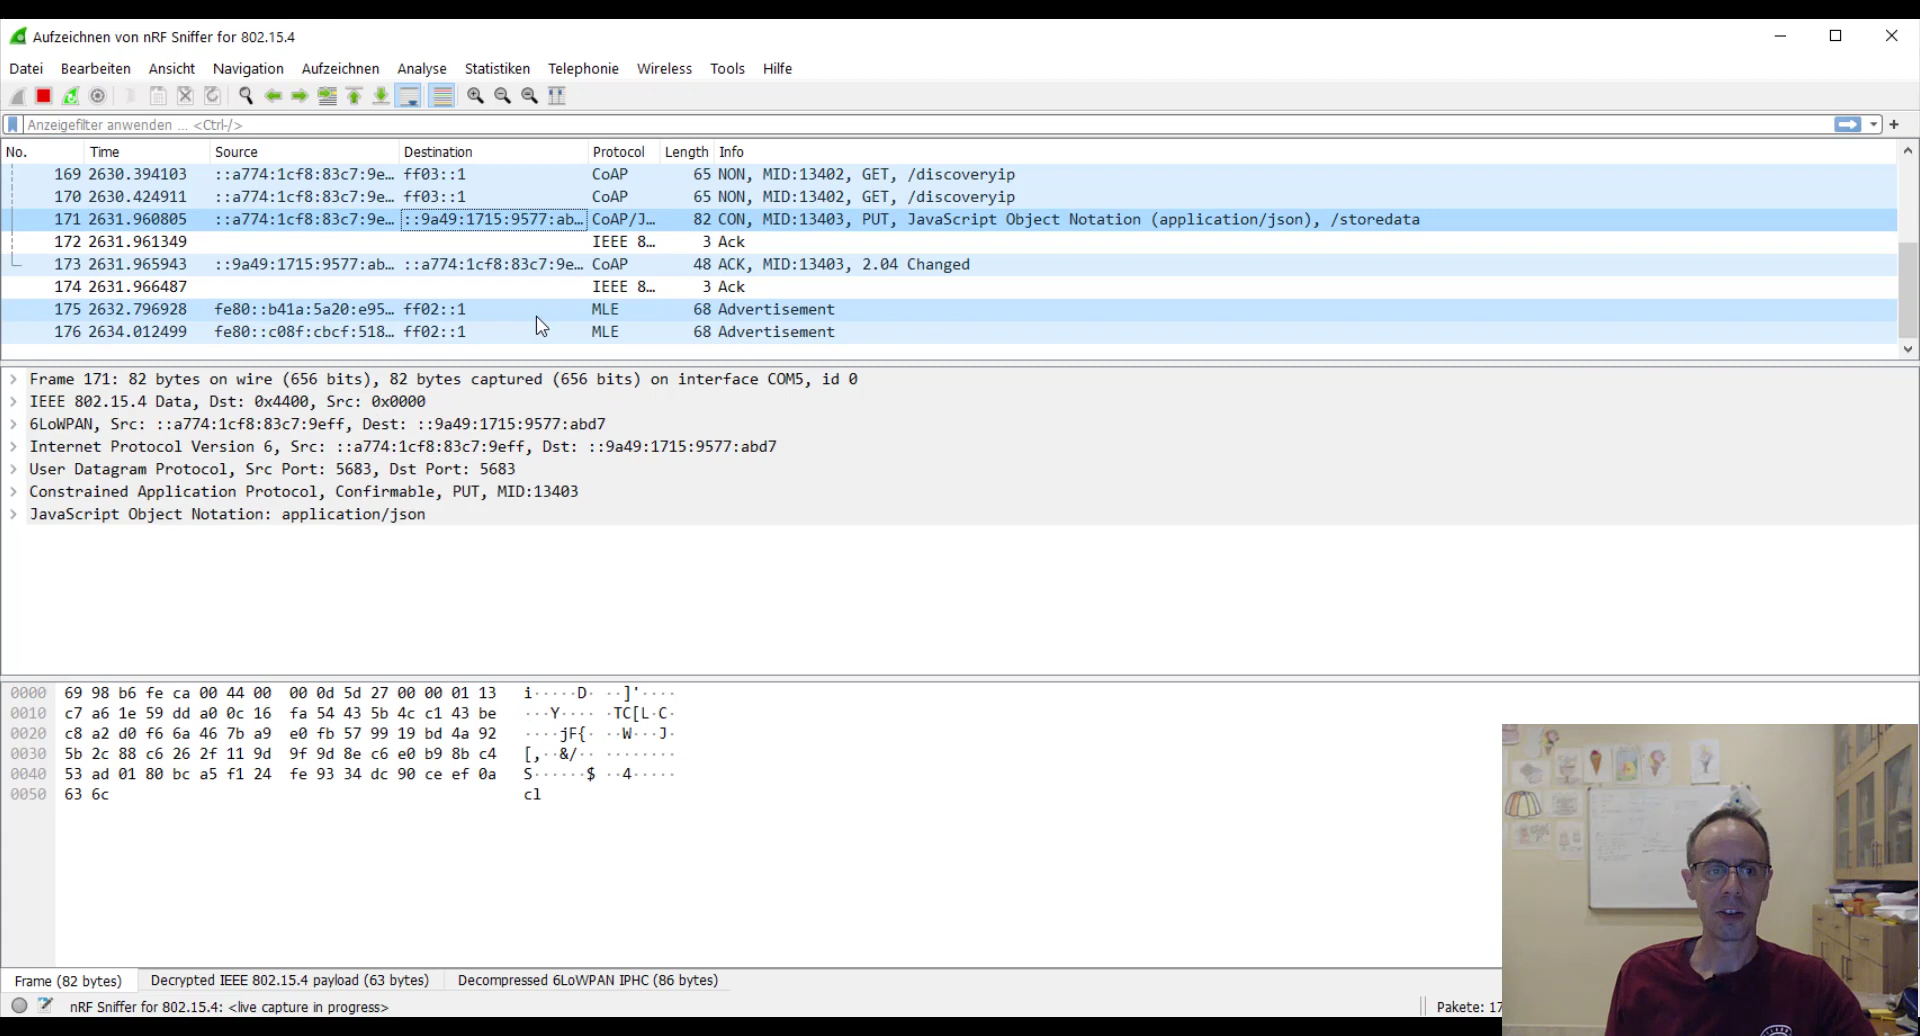 Aufzeichnen von nRF Sniffer for 802.15.4
Datei Bearbeiten Ansicht Navigation Aufzeichnen Analyse Statistiken Telephonie Wireless Tools Hilfe
Anzeigefilter anwenden ... <Ctrl-/>
No. Time Source Destination Protocol Length Info
169 2630.394103 ::a774:1cf8:83c7:9e… ff03::1 CoAP 65 NON, MID:13402, GET, /discoveryip
170 2630.424911 ::a774:1cf8:83c7:9e… ff03::1 CoAP 65 NON, MID:13402, GET, /discoveryip
171 2631.960805 ::a774:1cf8:83c7:9e… ::9a49:1715:9577:ab… CoAP/J… 82 CON, MID:13403, PUT, JavaScript Object Notation (application/json), /storedata
172 2631.961349 IEEE 8… 3 Ack
173 2631.965943 ::9a49:1715:9577:ab… ::a774:1cf8:83c7:9e… CoAP 48 ACK, MID:13403, 2.04 Changed
174 2631.966487 IEEE 8… 3 Ack
175 2632.796928 fe80::b41a:5a20:e95… ff02::1 MLE 68 Advertisement
176 2634.012499 fe80::c08f:cbcf:518… ff02::1 MLE 68 Advertisement
Frame 171: 82 bytes on wire (656 bits), 82 bytes captured (656 bits) on interface COM5, id 0
IEEE 802.15.4 Data, Dst: 0x4400, Src: 0x0000
6LoWPAN, Src: ::a774:1cf8:83c7:9eff, Dest: ::9a49:1715:9577:abd7
Internet Protocol Version 6, Src: ::a774:1cf8:83c7:9eff, Dst: ::9a49:1715:9577:abd7
User Datagram Protocol, Src Port: 5683, Dst Port: 5683
Constrained Application Protocol, Confirmable, PUT, MID:13403
JavaScript Object Notation: application/json
0000 69 98 b6 fe ca 00 44 00 00 0d 5d 27 00 00 01 13 i·····D· ··]'····
0010 c7 a6 1e 59 dd a0 0c 16 fa 54 43 5b 4c c1 43 be ···Y···· ·TC[L·C·
0020 c8 a2 d0 f6 6a 46 7b a9 e0 fb 57 99 19 bd 4a 92 ····jF{· ··W···J·
0030 5b 2c 88 c6 26 2f 11 9d 9f 9d 8e c6 e0 b9 8b c4 [,··&/·· ········
0040 53 ad 01 80 bc a5 f1 24 fe 93 34 dc 90 ce ef 0a S······$ ··4·····
0050 63 6c cl
Frame (82 bytes) Decrypted IEEE 802.15.4 payload (63 bytes) Decompressed 6LoWPAN IPHC (86 bytes)
nRF Sniffer for 802.15.4: <live capture in progress> Pakete: 17